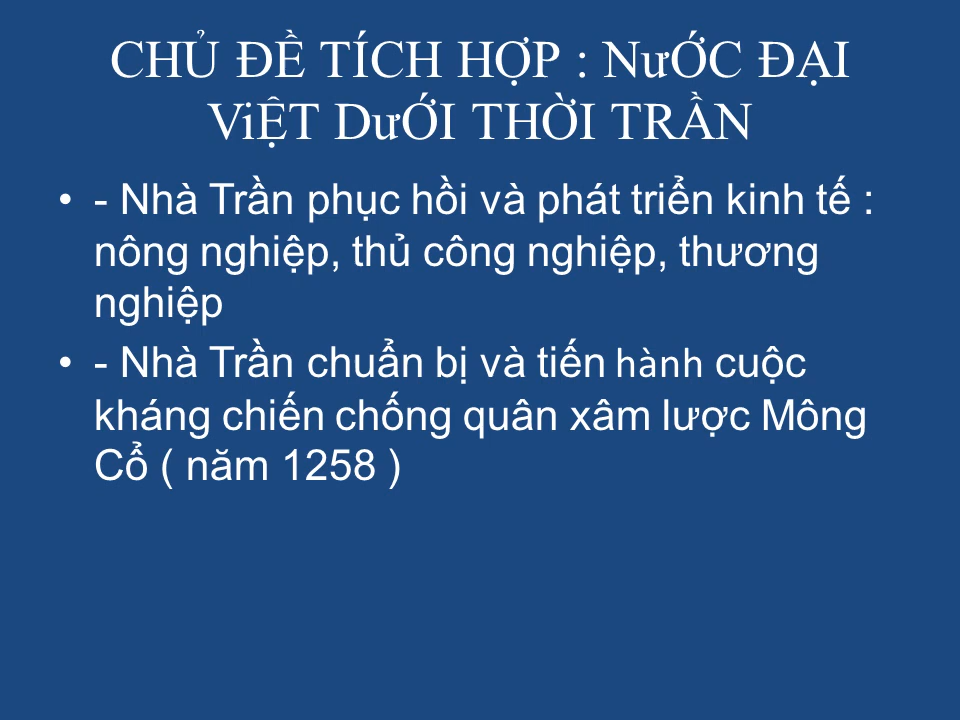 CHỦ ĐỀ TÍCH HỢP : NƯỚC ĐẠI
ViỆT DƯỚI THỜI TRẦN
• - Nhà Trần phục hồi và phát triển kinh tế :
nông nghiệp, thủ công nghiệp, thương
nghiệp
• - Nhà Trần chuẩn bị và tiến hành cuộc
kháng chiến chống quân xâm lược Mông
Cổ ( năm 1258 )